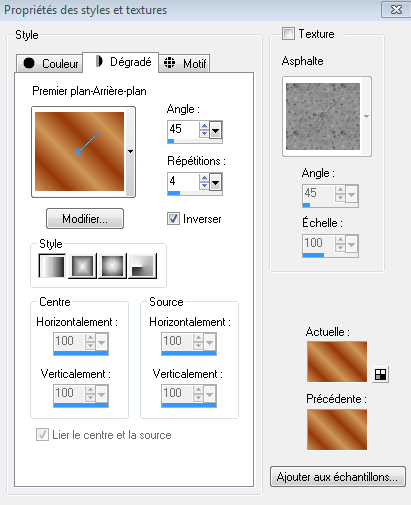 Propriétés des styles et textures
Style
Couleur
Dégradé
Motif
Premier plan-Arrière-plan
Angle :
45
Répétitions :
4
Modifier...
Inverser
Style
Centre
Horizontalement :
100
Verticalement :
100
Source
Horizontalement :
100
Verticalement :
100
Lier le centre et la source
Texture
Asphalte
Angle :
45
Échelle :
100
Actuelle :
Précédente :
Ajouter aux échantillons...